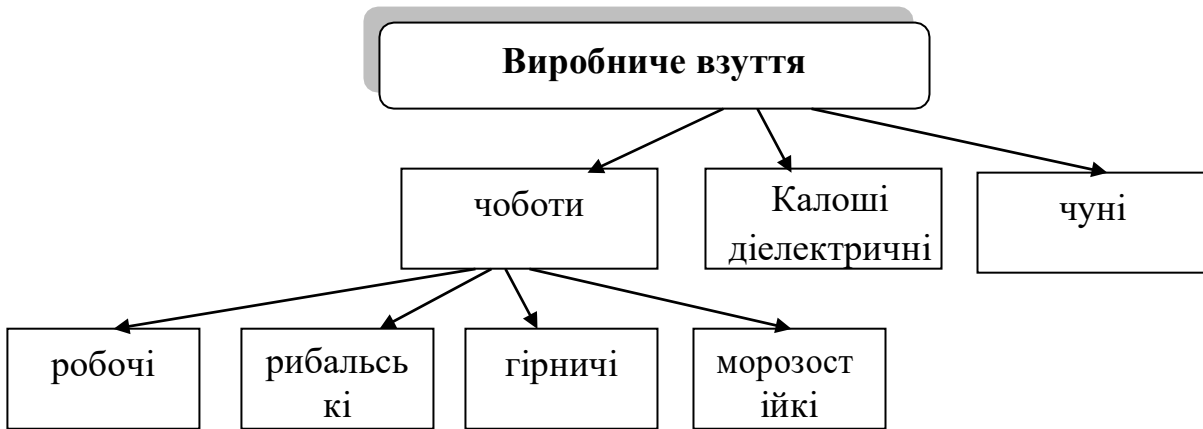 Виробниче взуття
чоботи
Калоші
діелектричні
чуні
робочі
рибальсь
кі
гірничі
морозост
ійкі